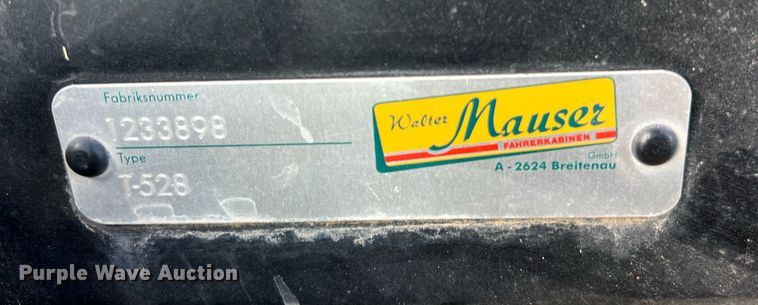 Fabriksnummer
1233898
Type
T-528
Walter Mauser
FAHRERKABINEN
GmbH
A - 2624 Breitenau
Purple Wave Auction